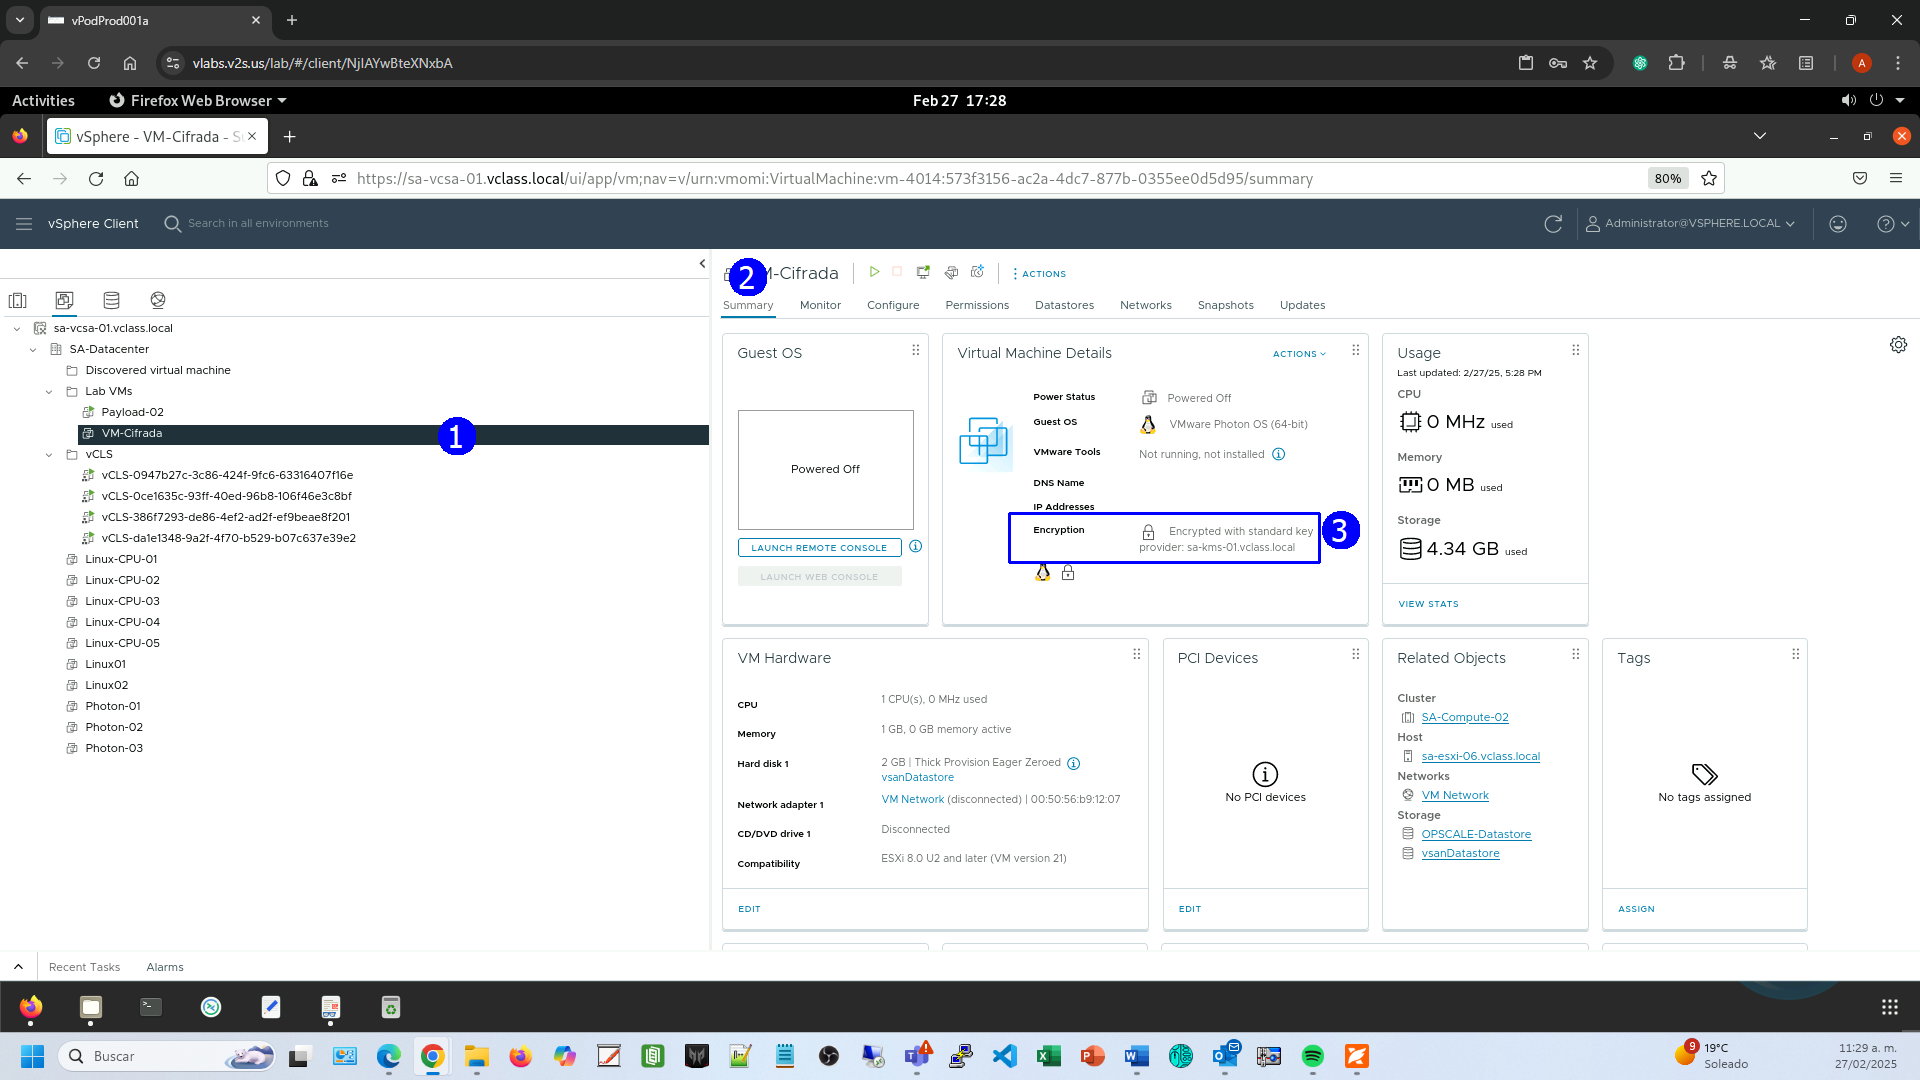 vPodProd001a
vlabs.v2s.us/lab/#/client/NjIAYwBteXNxbA
A
Activities
Firefox Web Browser
Feb 27 17:28
vSphere - VM-Cifrada - S
https://sa-vcsa-01.vclass.local/ui/app/vm;nav=v/urn:vmomi:VirtualMachine:vm-4014:573f3156-ac2a-4dc7-877b-0355ee0d5d95/summary
80%
vSphere Client
Search in all environments
Administrator@VSPHERE.LOCAL
sa-vcsa-01.vclass.local
SA-Datacenter
Discovered virtual machine
Lab VMs
Payload-02
VM-Cifrada
1
vCLS
vCLS-0947b27c-3c86-424f-9fc6-63316407f16e
vCLS-0ce1635c-93ff-40ed-96b8-106f46e3c8bf
vCLS-386f7293-de86-4ef2-ad2f-ef9beae8f201
vCLS-da1e1348-9a2f-4f70-b529-b07c637e39e2
Linux-CPU-01
Linux-CPU-02
Linux-CPU-03
Linux-CPU-04
Linux-CPU-05
Linux01
Linux02
Photon-01
Photon-02
Photon-03
2
M-Cifrada
ACTIONS
Summary
Monitor
Configure
Permissions
Datastores
Networks
Snapshots
Updates
Guest OS
Powered Off
LAUNCH REMOTE CONSOLE
LAUNCH WEB CONSOLE
Virtual Machine Details
ACTIONS
Power Status
Powered Off
Guest OS
VMware Photon OS (64-bit)
VMware Tools
Not running, not installed
DNS Name
IP Addresses
Encryption
Encrypted with standard key
provider: sa-kms-01.vclass.local
3
Usage
Last updated: 2/27/25, 5:28 PM
CPU
0 MHz used
Memory
0 MB used
Storage
4.34 GB used
VIEW STATS
VM Hardware
CPU
1 CPU(s), 0 MHz used
Memory
1 GB, 0 GB memory active
Hard disk 1
2 GB | Thick Provision Eager Zeroed
vsanDatastore
Network adapter 1
VM Network (disconnected) | 00:50:56:b9:12:07
CD/DVD drive 1
Disconnected
Compatibility
ESXi 8.0 U2 and later (VM version 21)
EDIT
PCI Devices
No PCI devices
EDIT
Related Objects
Cluster
SA-Compute-02
Host
sa-esxi-06.vclass.local
Networks
VM Network
Storage
OPSCALE-Datastore
vsanDatastore
Tags
No tags assigned
ASSIGN
Recent Tasks
Alarms
Buscar
9
19°C
Soleado
11:29 a. m.
27/02/2025